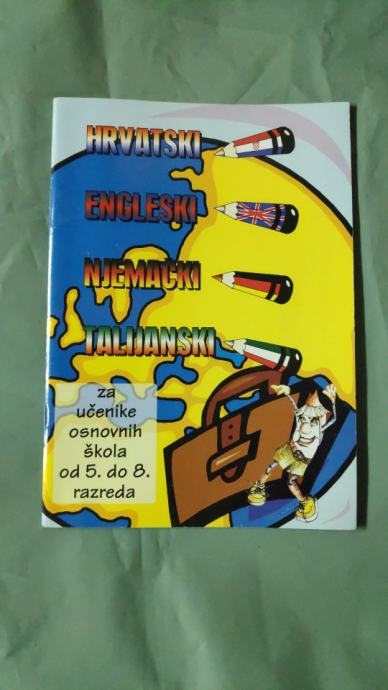 HRVATSKI
ENGLESKI
NJEMAČKI
TALIJANSKI
za
učenike
osnovnih
škola
od 5. do 8.
razreda